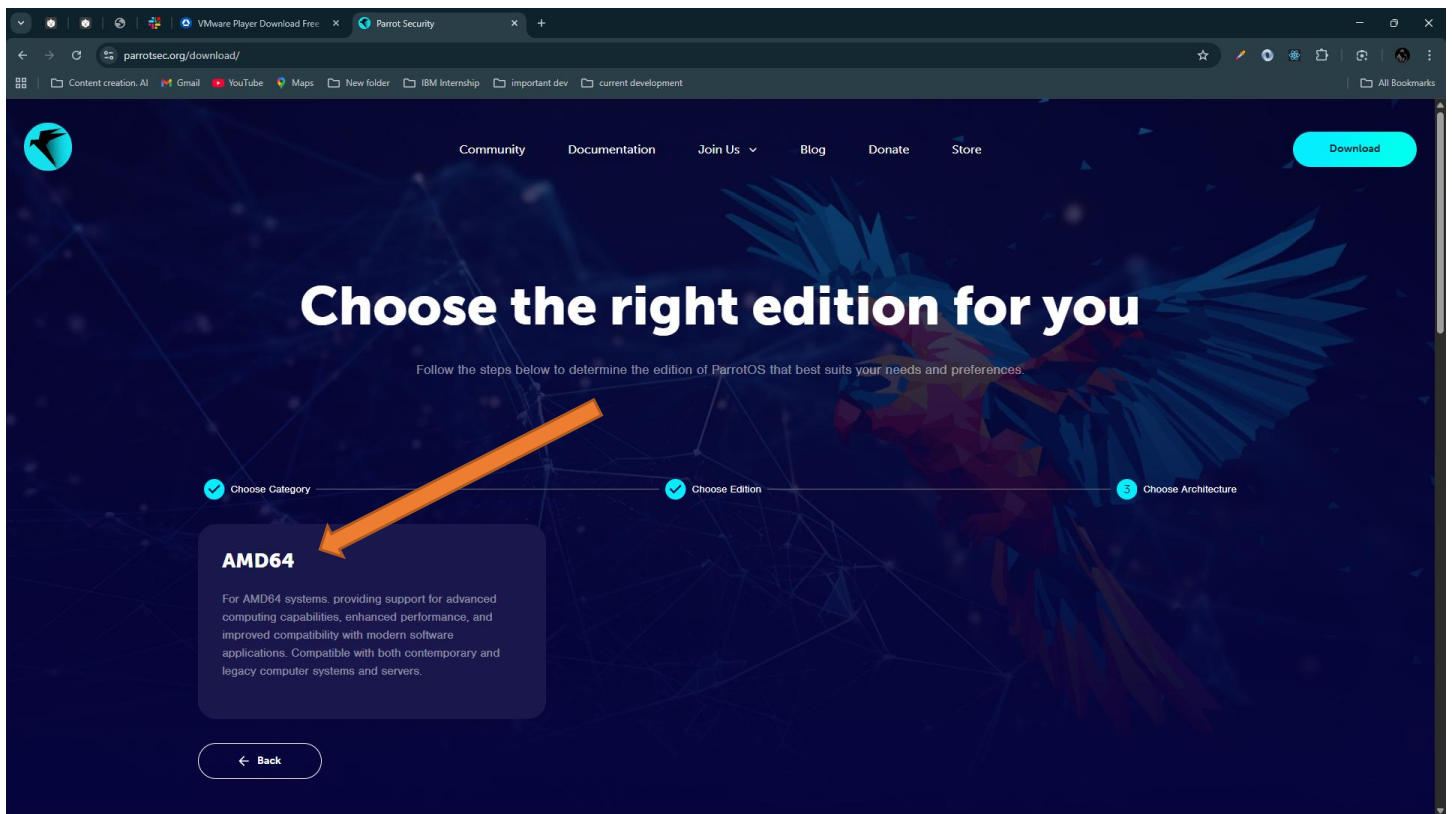 VMware Player Download Free
Parrot Security
parrotsec.org/download/
Content creation. AI
Gmail
YouTube
Maps
New folder
IBM Internship
important dev
current development
All Bookmarks
Community
Documentation
Join Us
Blog
Donate
Store
Download
Choose the right edition for you
Follow the steps below to determine the edition of ParrotOS that best suits your needs and preferences.
Choose Category
Choose Edition
3 Choose Architecture
AMD64
For AMD64 systems. providing support for advanced
computing capabilities, enhanced performance, and
improved compatibility with modern software
applications. Compatible with both contemporary and
legacy computer systems and servers.
Back